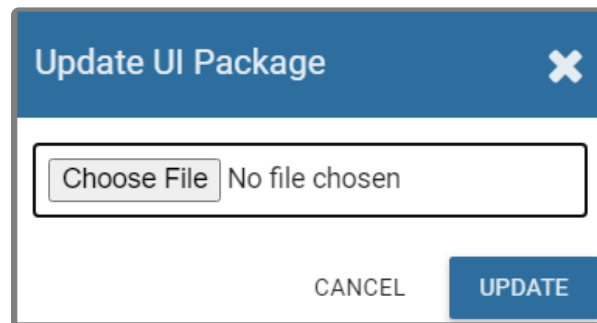 Update UI Package
Choose File No file chosen
CANCEL UPDATE